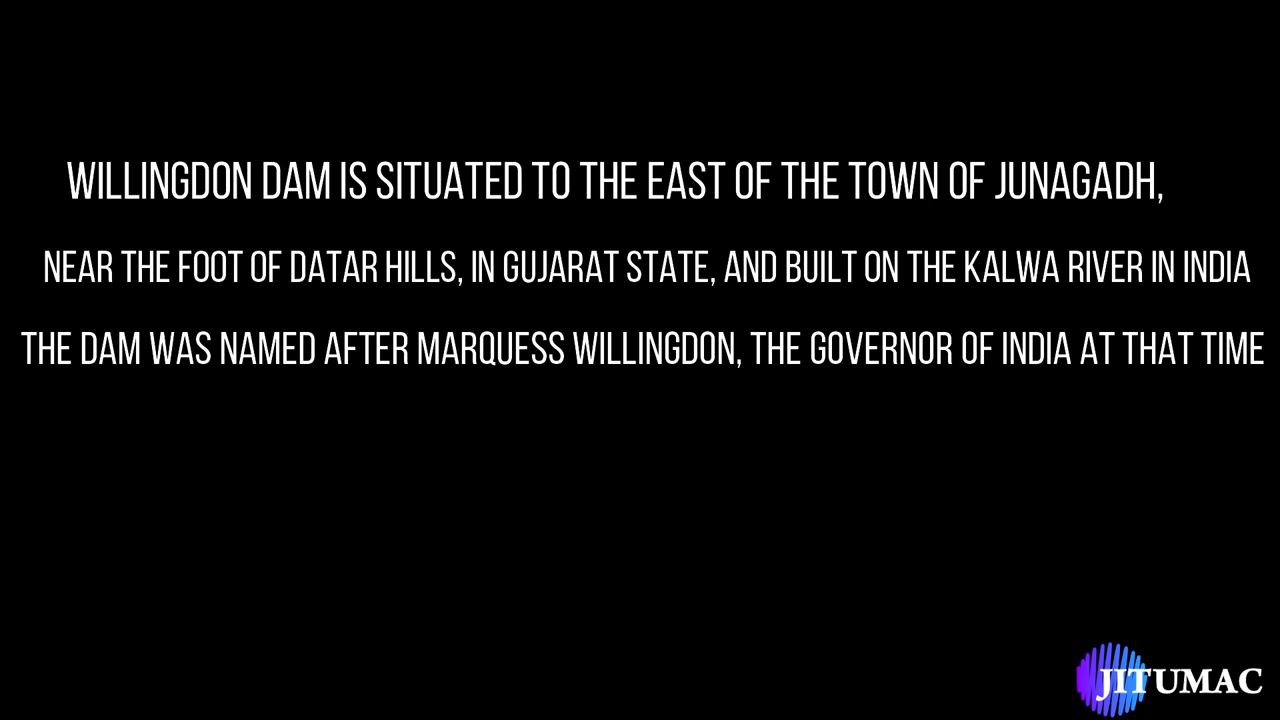 WILLINGDON DAM IS SITUATED TO THE EAST OF THE TOWN OF JUNAGADH,
NEAR THE FOOT OF DATAR HILLS, IN GUJARAT STATE, AND BUILT ON THE KALWA RIVER IN INDIA
THE DAM WAS NAMED AFTER MARQUESS WILLINGDON, THE GOVERNOR OF INDIA AT THAT TIME
JITUMAC